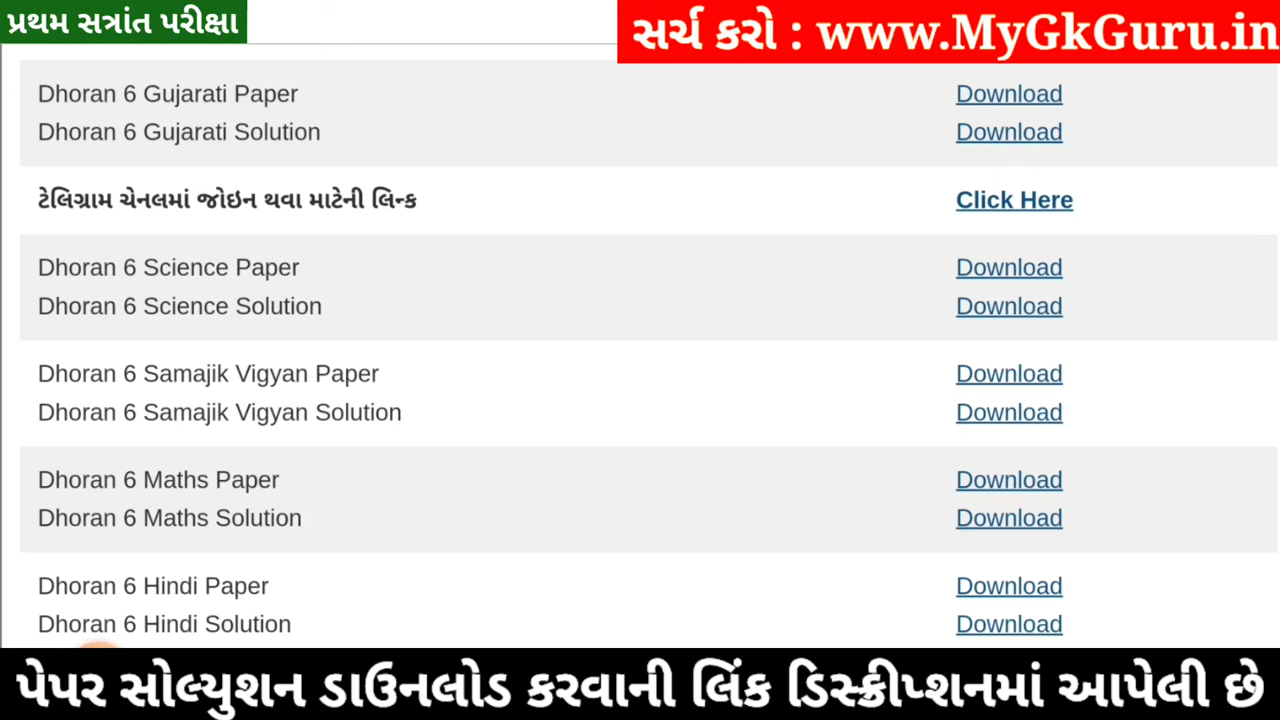 પ્રથમ સત્રાંત પરીક્ષા
સર્ચ કરો : www.MyGkGuru.in
Dhoran 6 Gujarati Paper Download
Dhoran 6 Gujarati Solution Download
ટેલિગ્રામ ચેનલમાં જોઇન થવા માટેની લિન્ક Click Here
Dhoran 6 Science Paper Download
Dhoran 6 Science Solution Download
Dhoran 6 Samajik Vigyan Paper Download
Dhoran 6 Samajik Vigyan Solution Download
Dhoran 6 Maths Paper Download
Dhoran 6 Maths Solution Download
Dhoran 6 Hindi Paper Download
Dhoran 6 Hindi Solution Download
પેપર સોલ્યુશન ડાઉનલોડ કરવાની લિંક ડિસ્ક્રીપ્શનમાં આપેલી છે